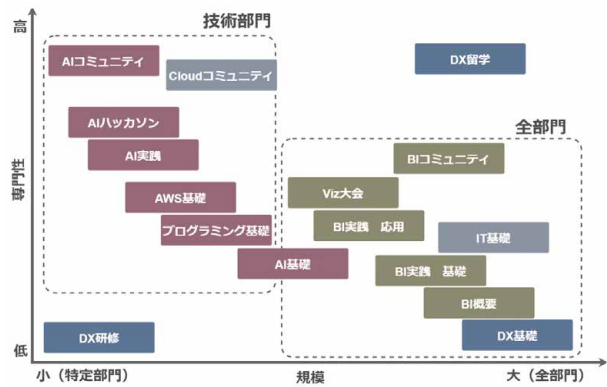 高
技術部門
AIコミュニティ
Cloudコミュニティ
DX留学
AIハッカソン
全部門
AI実践
BIコミュニティ
専門性
AWS基礎
Viz大会
プログラミング基礎
BI実践　応用
IT基礎
AI基礎
BI実践　基礎
BI概要
DX研修
DX基礎
低
小（特定部門）
規模
大（全部門）